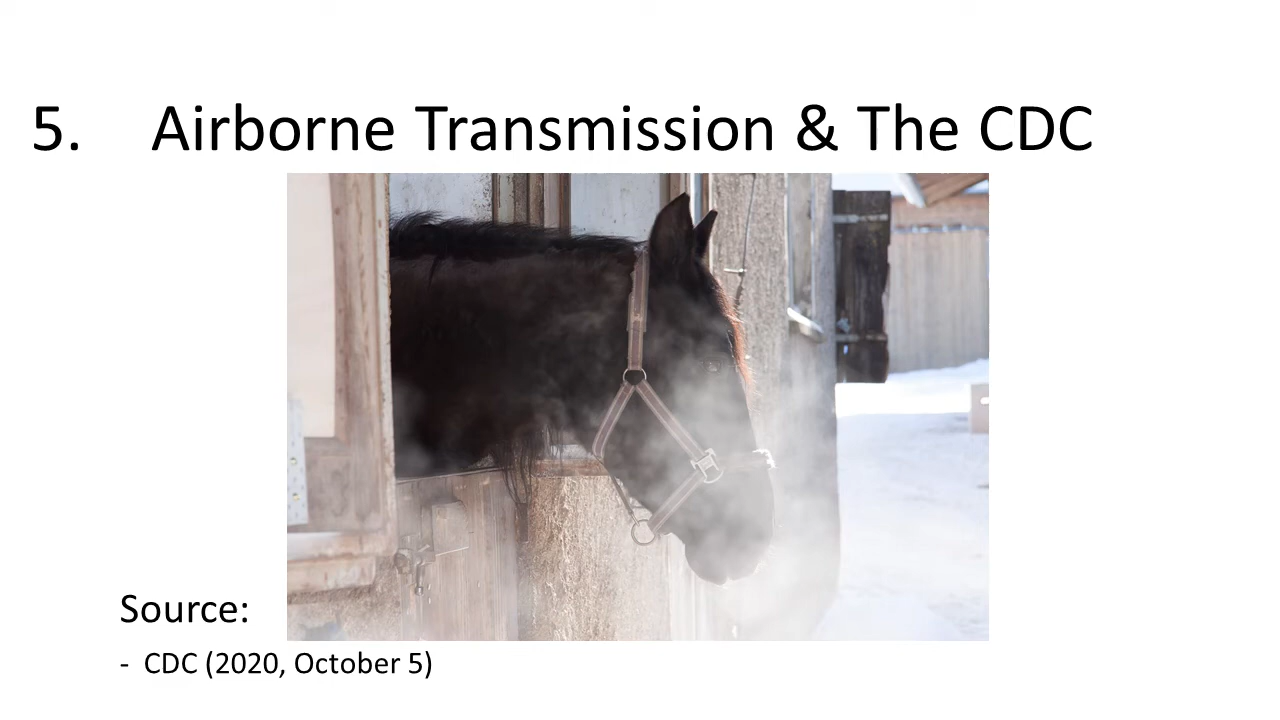 5. Airborne Transmission & The CDC
Source:
- CDC (2020, October 5)